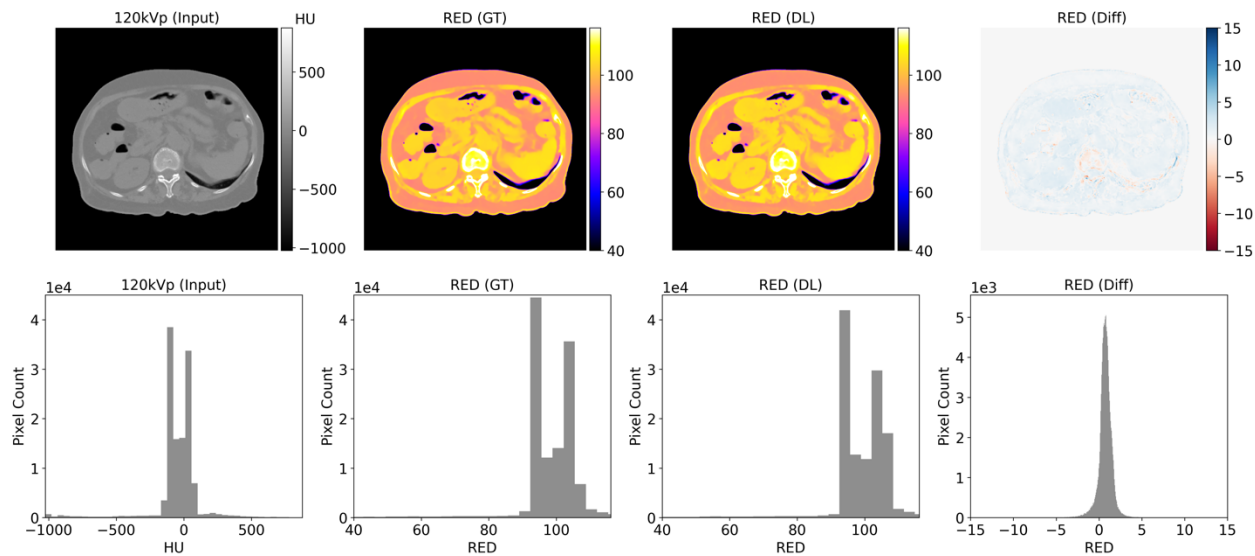 120kVp (Input)
HU
500
0
−500
−1000
RED (GT)
100
80
60
40
RED (DL)
100
80
60
40
RED (Diff)
15
10
5
0
−5
−10
−15
120kVp (Input)
1e4
4
3
2
1
0
Pixel Count
−1000
−500
0
500
HU
RED (GT)
1e4
4
3
2
1
0
Pixel Count
40
60
80
100
RED
RED (DL)
1e4
4
3
2
1
0
Pixel Count
40
60
80
100
RED
RED (Diff)
1e3
5
4
3
2
1
0
Pixel Count
−15
−10
−5
0
5
10
15
RED